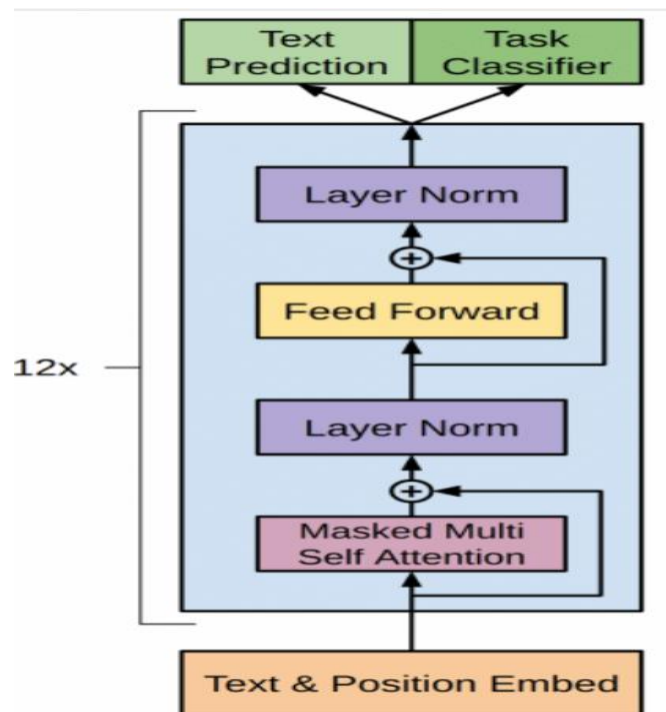 Text
Prediction
Task
Classifier
Layer Norm
+
Feed Forward
12x
Layer Norm
+
Masked Multi
Self Attention
Text & Position Embed